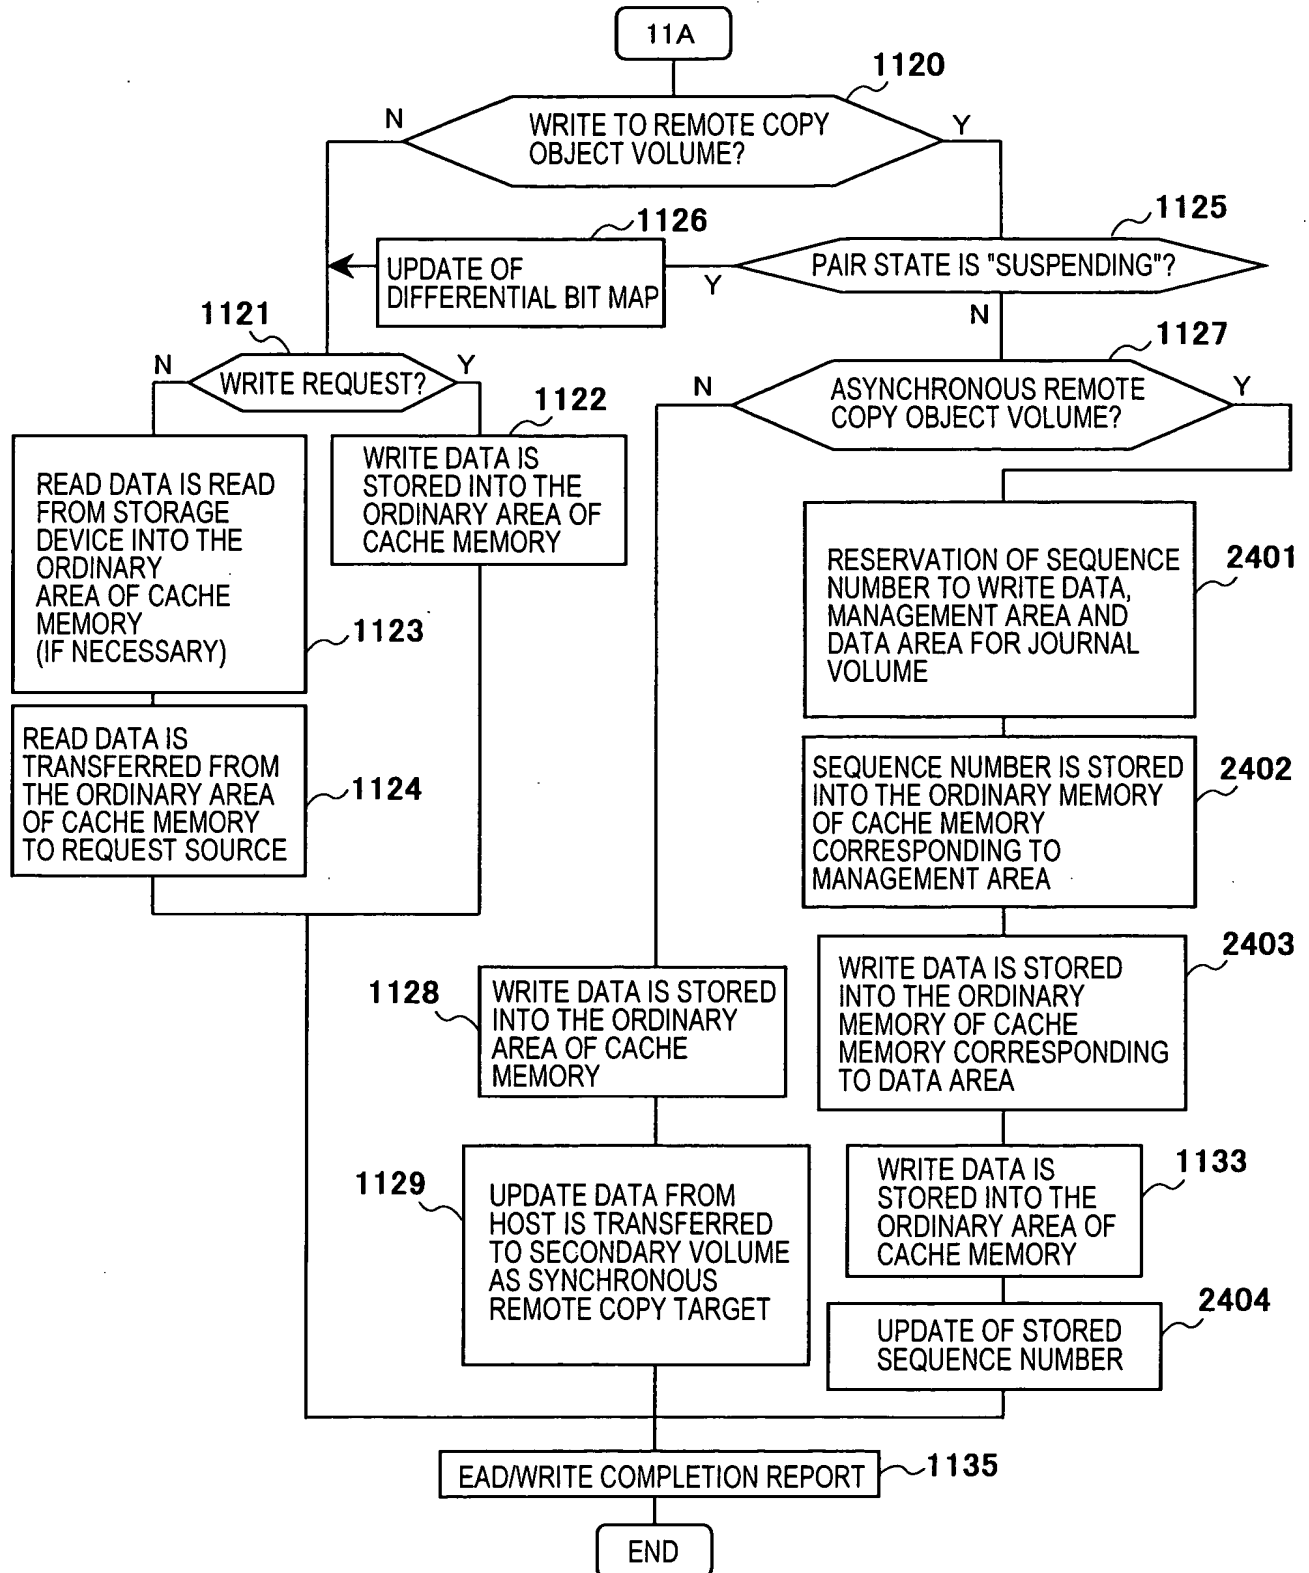 11A
1120
N
WRITE TO REMOTE COPY
OBJECT VOLUME?
Y
1126
1125
UPDATE OF
DIFFERENTIAL BIT MAP
Y
PAIR STATE IS "SUSPENDING"?
N
1121
N
WRITE REQUEST?
Y
1127
N
ASYNCHRONOUS REMOTE
COPY OBJECT VOLUME?
Y
1122
WRITE DATA IS
STORED INTO THE
ORDINARY AREA OF
CACHE MEMORY
READ DATA IS READ
FROM STORAGE
DEVICE INTO THE
ORDINARY
AREA OF CACHE
MEMORY
(IF NECESSARY)
1123
RESERVATION OF SEQUENCE
NUMBER TO WRITE DATA,
MANAGEMENT AREA AND
DATA AREA FOR JOURNAL
VOLUME
2401
READ DATA IS
TRANSFERRED FROM
THE ORDINARY AREA
OF CACHE MEMORY
TO REQUEST SOURCE
1124
SEQUENCE NUMBER IS STORED
INTO THE ORDINARY MEMORY
OF CACHE MEMORY
CORRESPONDING TO
MANAGEMENT AREA
2402
2403
WRITE DATA IS STORED
INTO THE ORDINARY
MEMORY OF CACHE
MEMORY CORRESPONDING
TO DATA AREA
1128
WRITE DATA IS STORED
INTO THE ORDINARY
AREA OF CACHE
MEMORY
1129
UPDATE DATA FROM
HOST IS TRANSFERRED
TO SECONDARY VOLUME
AS SYNCHRONOUS
REMOTE COPY TARGET
1133
WRITE DATA IS
STORED INTO THE
ORDINARY AREA OF
CACHE MEMORY
2404
UPDATE OF STORED
SEQUENCE NUMBER
EAD/WRITE COMPLETION REPORT
1135
END